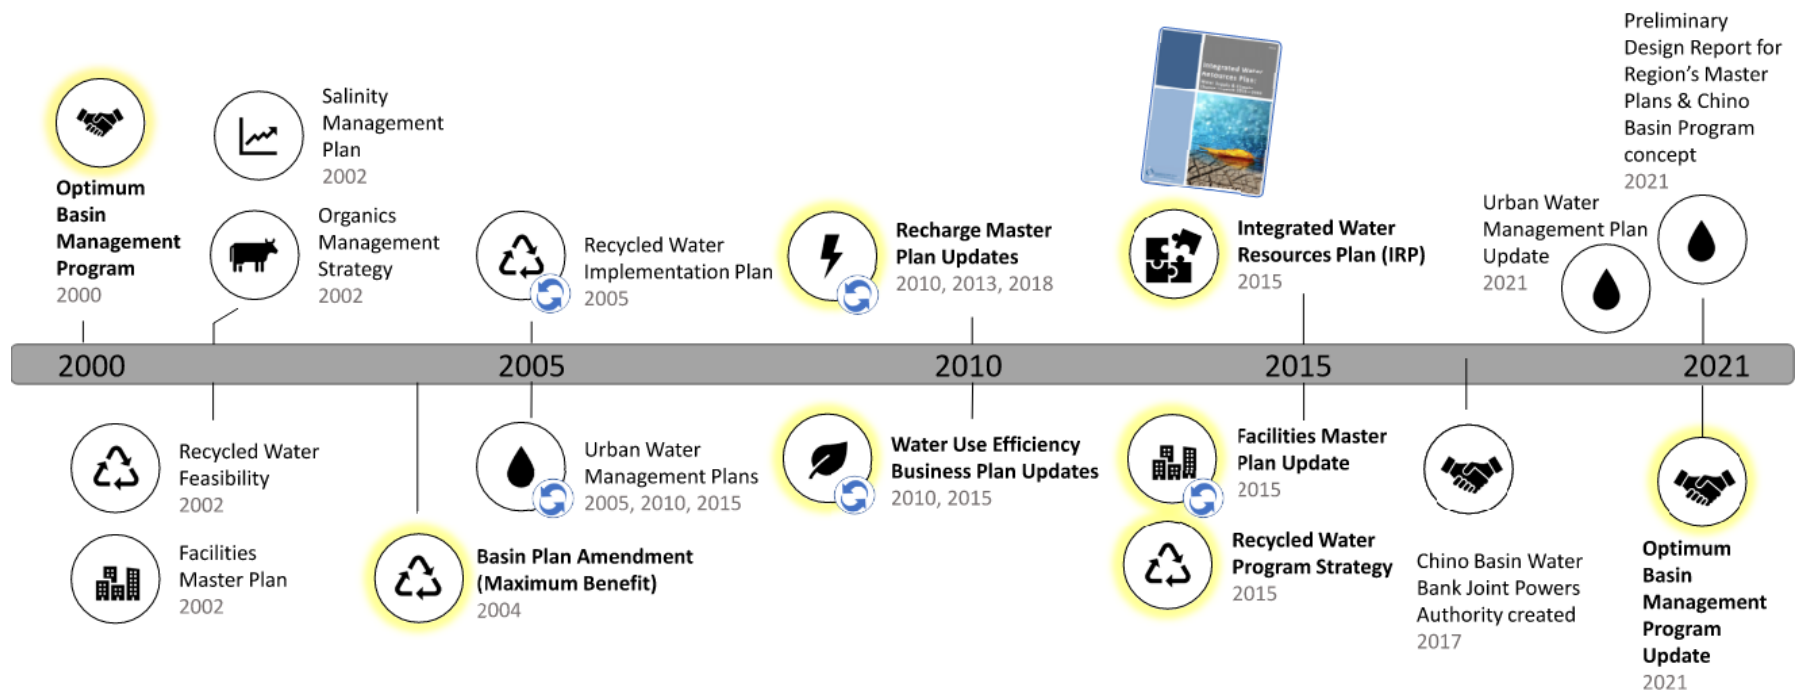 Optimum
Basin
Management
Program
2000
Salinity
Management
Plan
2002
Organics
Management
Strategy
2002
Recycled Water
Implementation Plan
2005
Recharge Master
Plan Updates
2010, 2013, 2018
Integrated Water
Resources Plan:
Integrated Water
Resources Plan (IRP)
2015
Urban Water
Management Plan
Update
2021
Preliminary
Design Report for
Region's Master
Plans & Chino
Basin Program
concept
2021
2000
2005
2010
2015
2021
Recycled Water
Feasibility
2002
Facilities
Master Plan
2002
Basin Plan Amendment
(Maximum Benefit)
2004
Urban Water
Management Plans
2005, 2010, 2015
Water Use Efficiency
Business Plan Updates
2010, 2015
Facilities Master
Plan Update
2015
Recycled Water
Program Strategy
2015
Chino Basin Water
Bank Joint Powers
Authority created
2017
Optimum
Basin
Management
Program
Update
2021